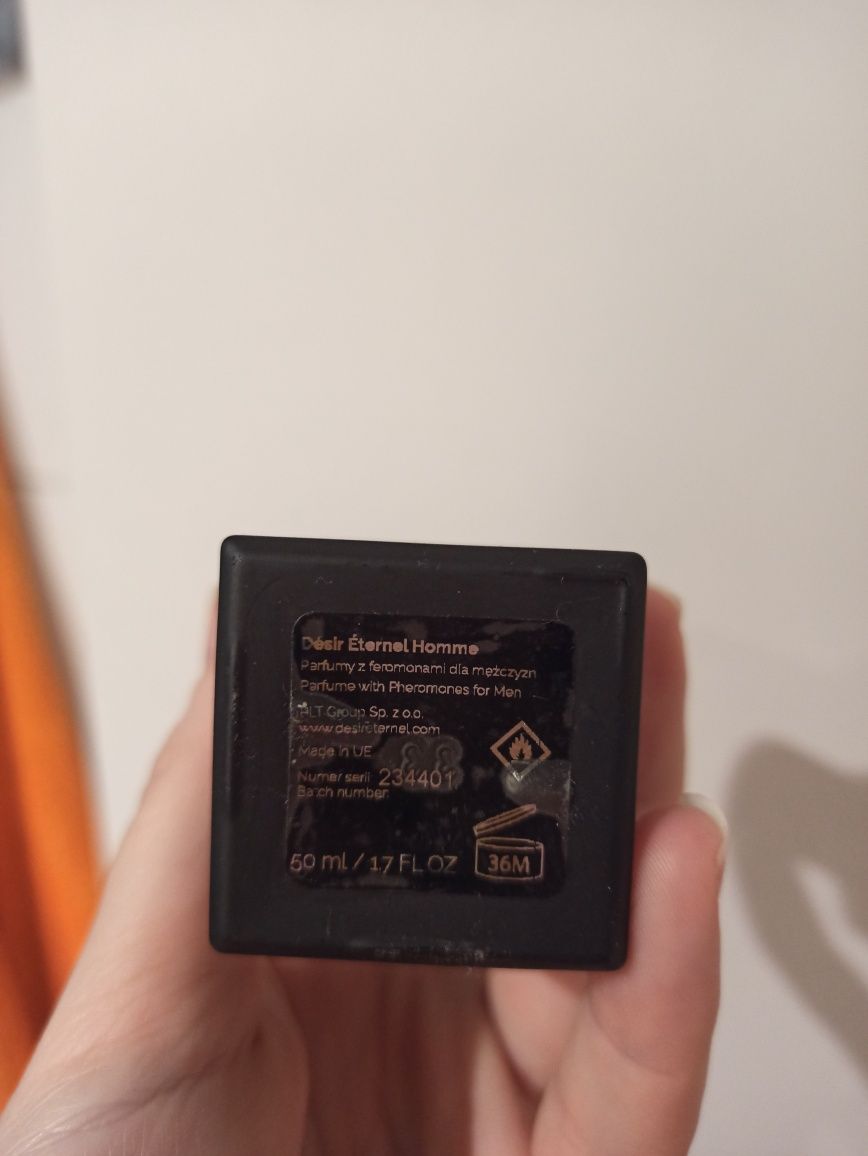 Désir Éternel Homme
Parfumy z feromonami dla mężczyzn
Parfume with Pheromones for Men
HLT Group Sp. z o.o.
www.desireternel.com
Made in UE
Numer serii: 234401
Batch number:
50 ml / 1.7 FL OZ
36M